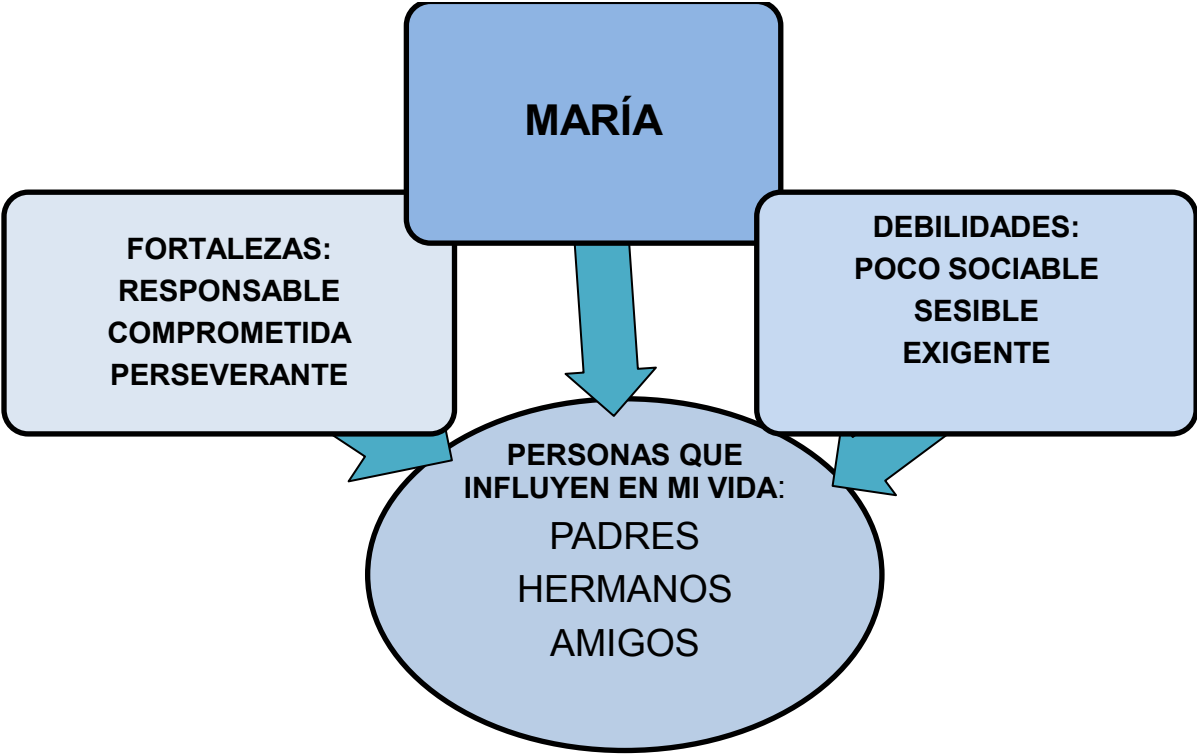 MARÍA
FORTALEZAS:
RESPONSABLE
COMPROMETIDA
PERSEVERANTE
DEBILIDADES:
POCO SOCIABLE
SESIBLE
EXIGENTE
PERSONAS QUE
INFLUYEN EN MI VIDA:
PADRES
HERMANOS
AMIGOS